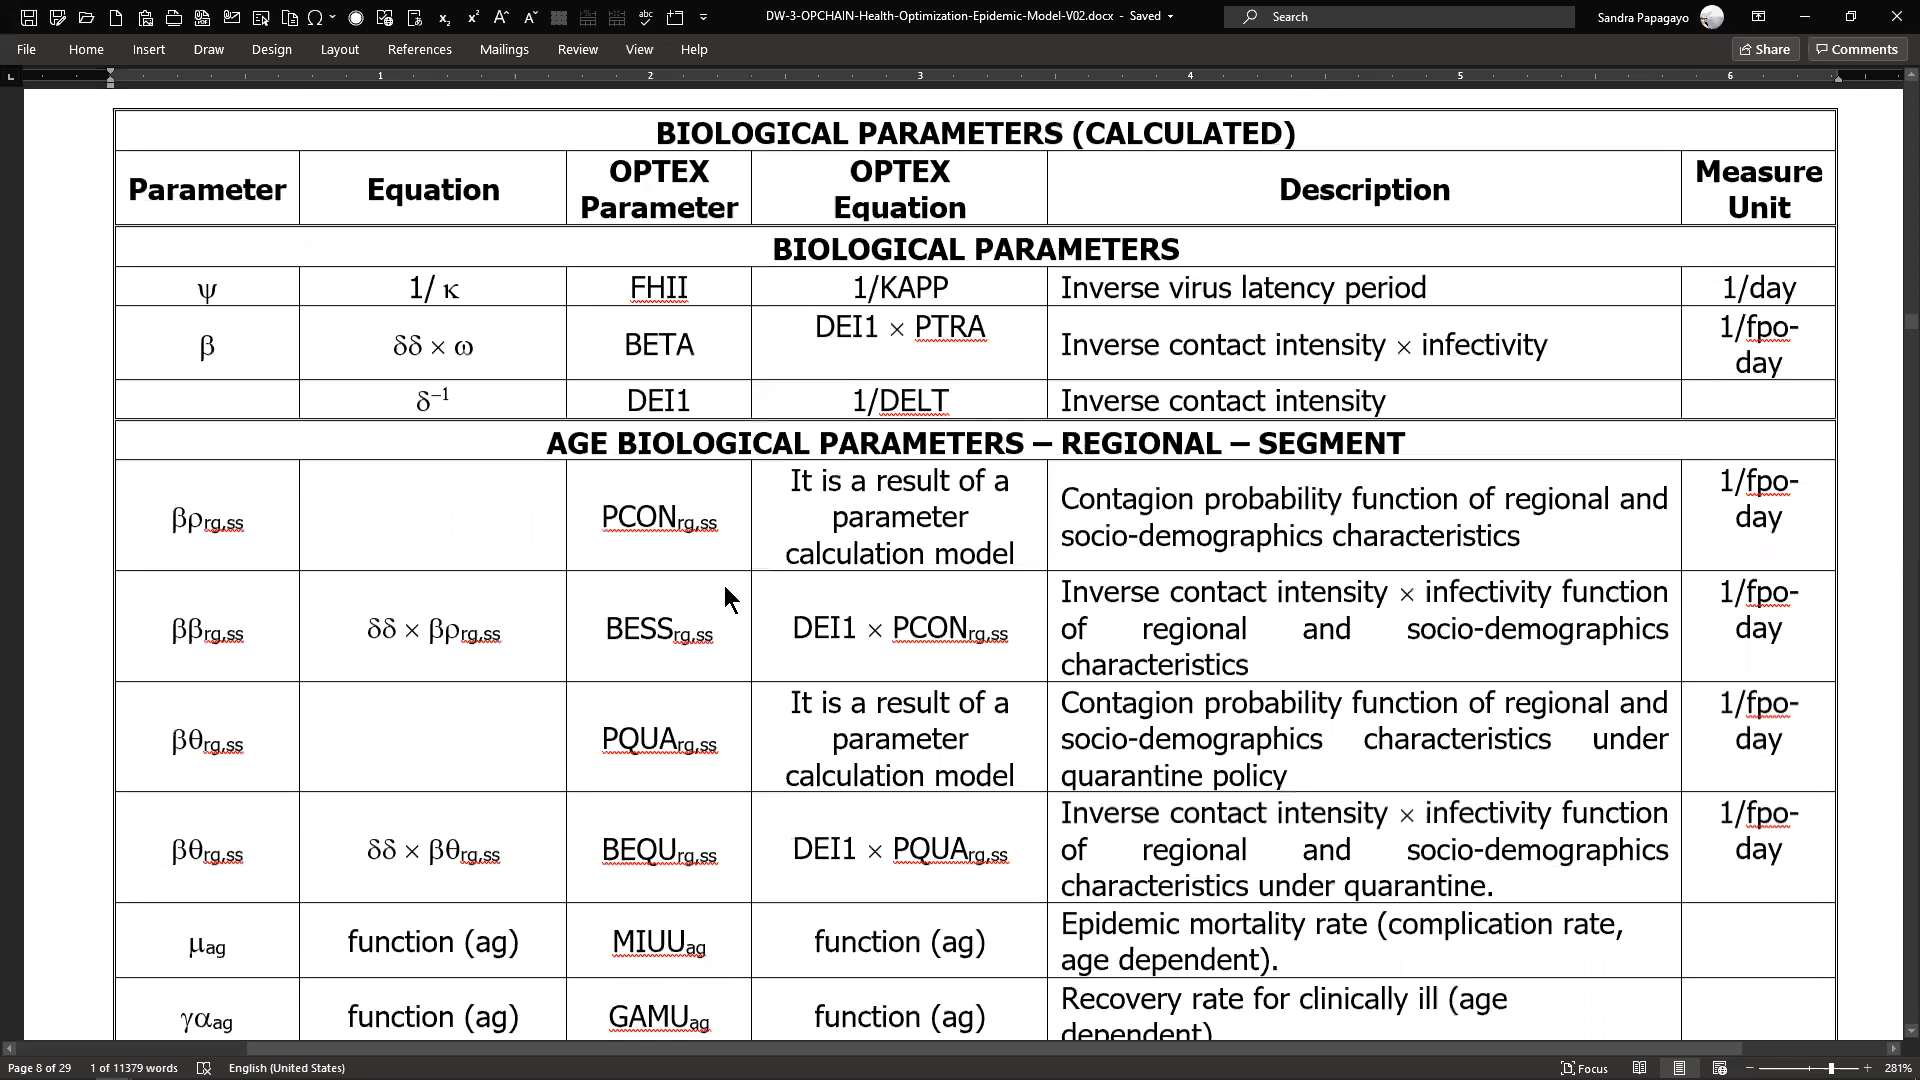 DW-3-OPCHAIN-Health-Optimization-Epidemic-Model-V02.docx - Saved
Search
Sandra Papagayo
File Home Insert Draw Design Layout References Mailings Review View Help
Share Comments
1 2 3 4 5 6
BIOLOGICAL PARAMETERS (CALCULATED)
Parameter Equation OPTEX Parameter OPTEX Equation Description Measure Unit
BIOLOGICAL PARAMETERS
ψ 1/ κ FHII 1/KAPP Inverse virus latency period 1/day
β δδ × ω BETA DEI1 × PTRA Inverse contact intensity × infectivity 1/fpo-day
δ⁻¹ DEI1 1/DELT Inverse contact intensity
AGE BIOLOGICAL PARAMETERS – REGIONAL – SEGMENT
βρrg,ss PCONrg,ss It is a result of a parameter calculation model Contagion probability function of regional and socio-demographics characteristics 1/fpo-day
ββrg,ss δδ × βρrg,ss BESSrg,ss DEI1 × PCONrg,ss Inverse contact intensity × infectivity function of regional and socio-demographics characteristics 1/fpo-day
βθrg,ss PQUArg,ss It is a result of a parameter calculation model Contagion probability function of regional and socio-demographics characteristics under quarantine policy 1/fpo-day
βθrg,ss δδ × βθrg,ss BEQUrg,ss DEI1 × PQUArg,ss Inverse contact intensity × infectivity function of regional and socio-demographics characteristics under quarantine. 1/fpo-day
μag function (ag) MIUUag function (ag) Epidemic mortality rate (complication rate, age dependent).
γαag function (ag) GAMUag function (ag) Recovery rate for clinically ill (age dependent)
Page 8 of 29 1 of 11379 words English (United States) Focus 281%